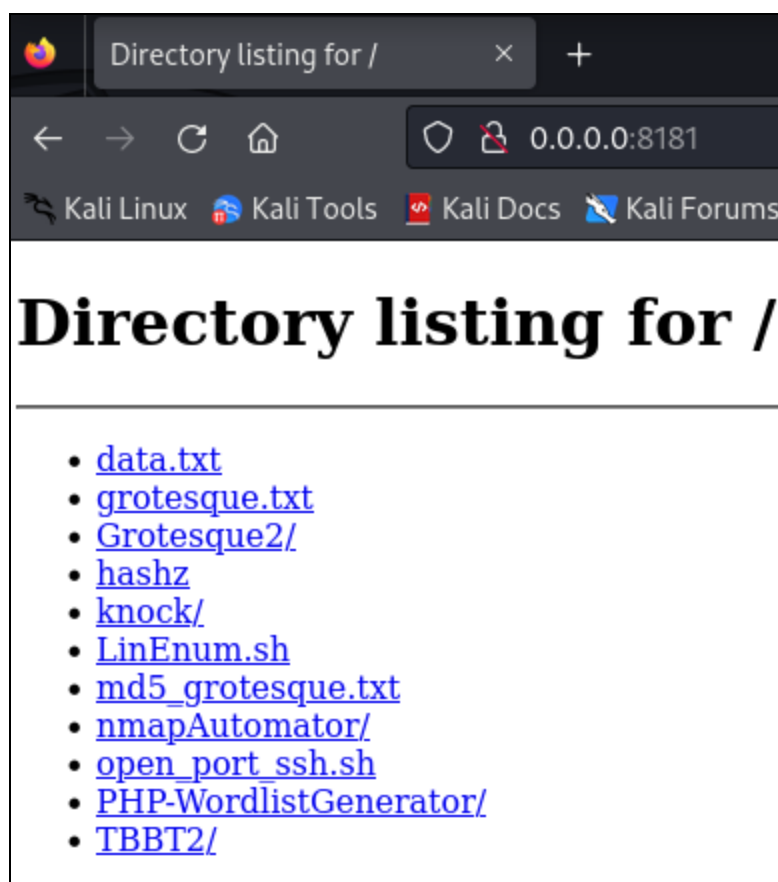 Directory listing for /
0.0.0.0:8181
Kali Linux Kali Tools Kali Docs Kali Forums
Directory listing for /
data.txt
grotesque.txt
Grotesque2/
hashz
knock/
LinEnum.sh
md5_grotesque.txt
nmapAutomator/
open_port_ssh.sh
PHP-WordlistGenerator/
TBBT2/